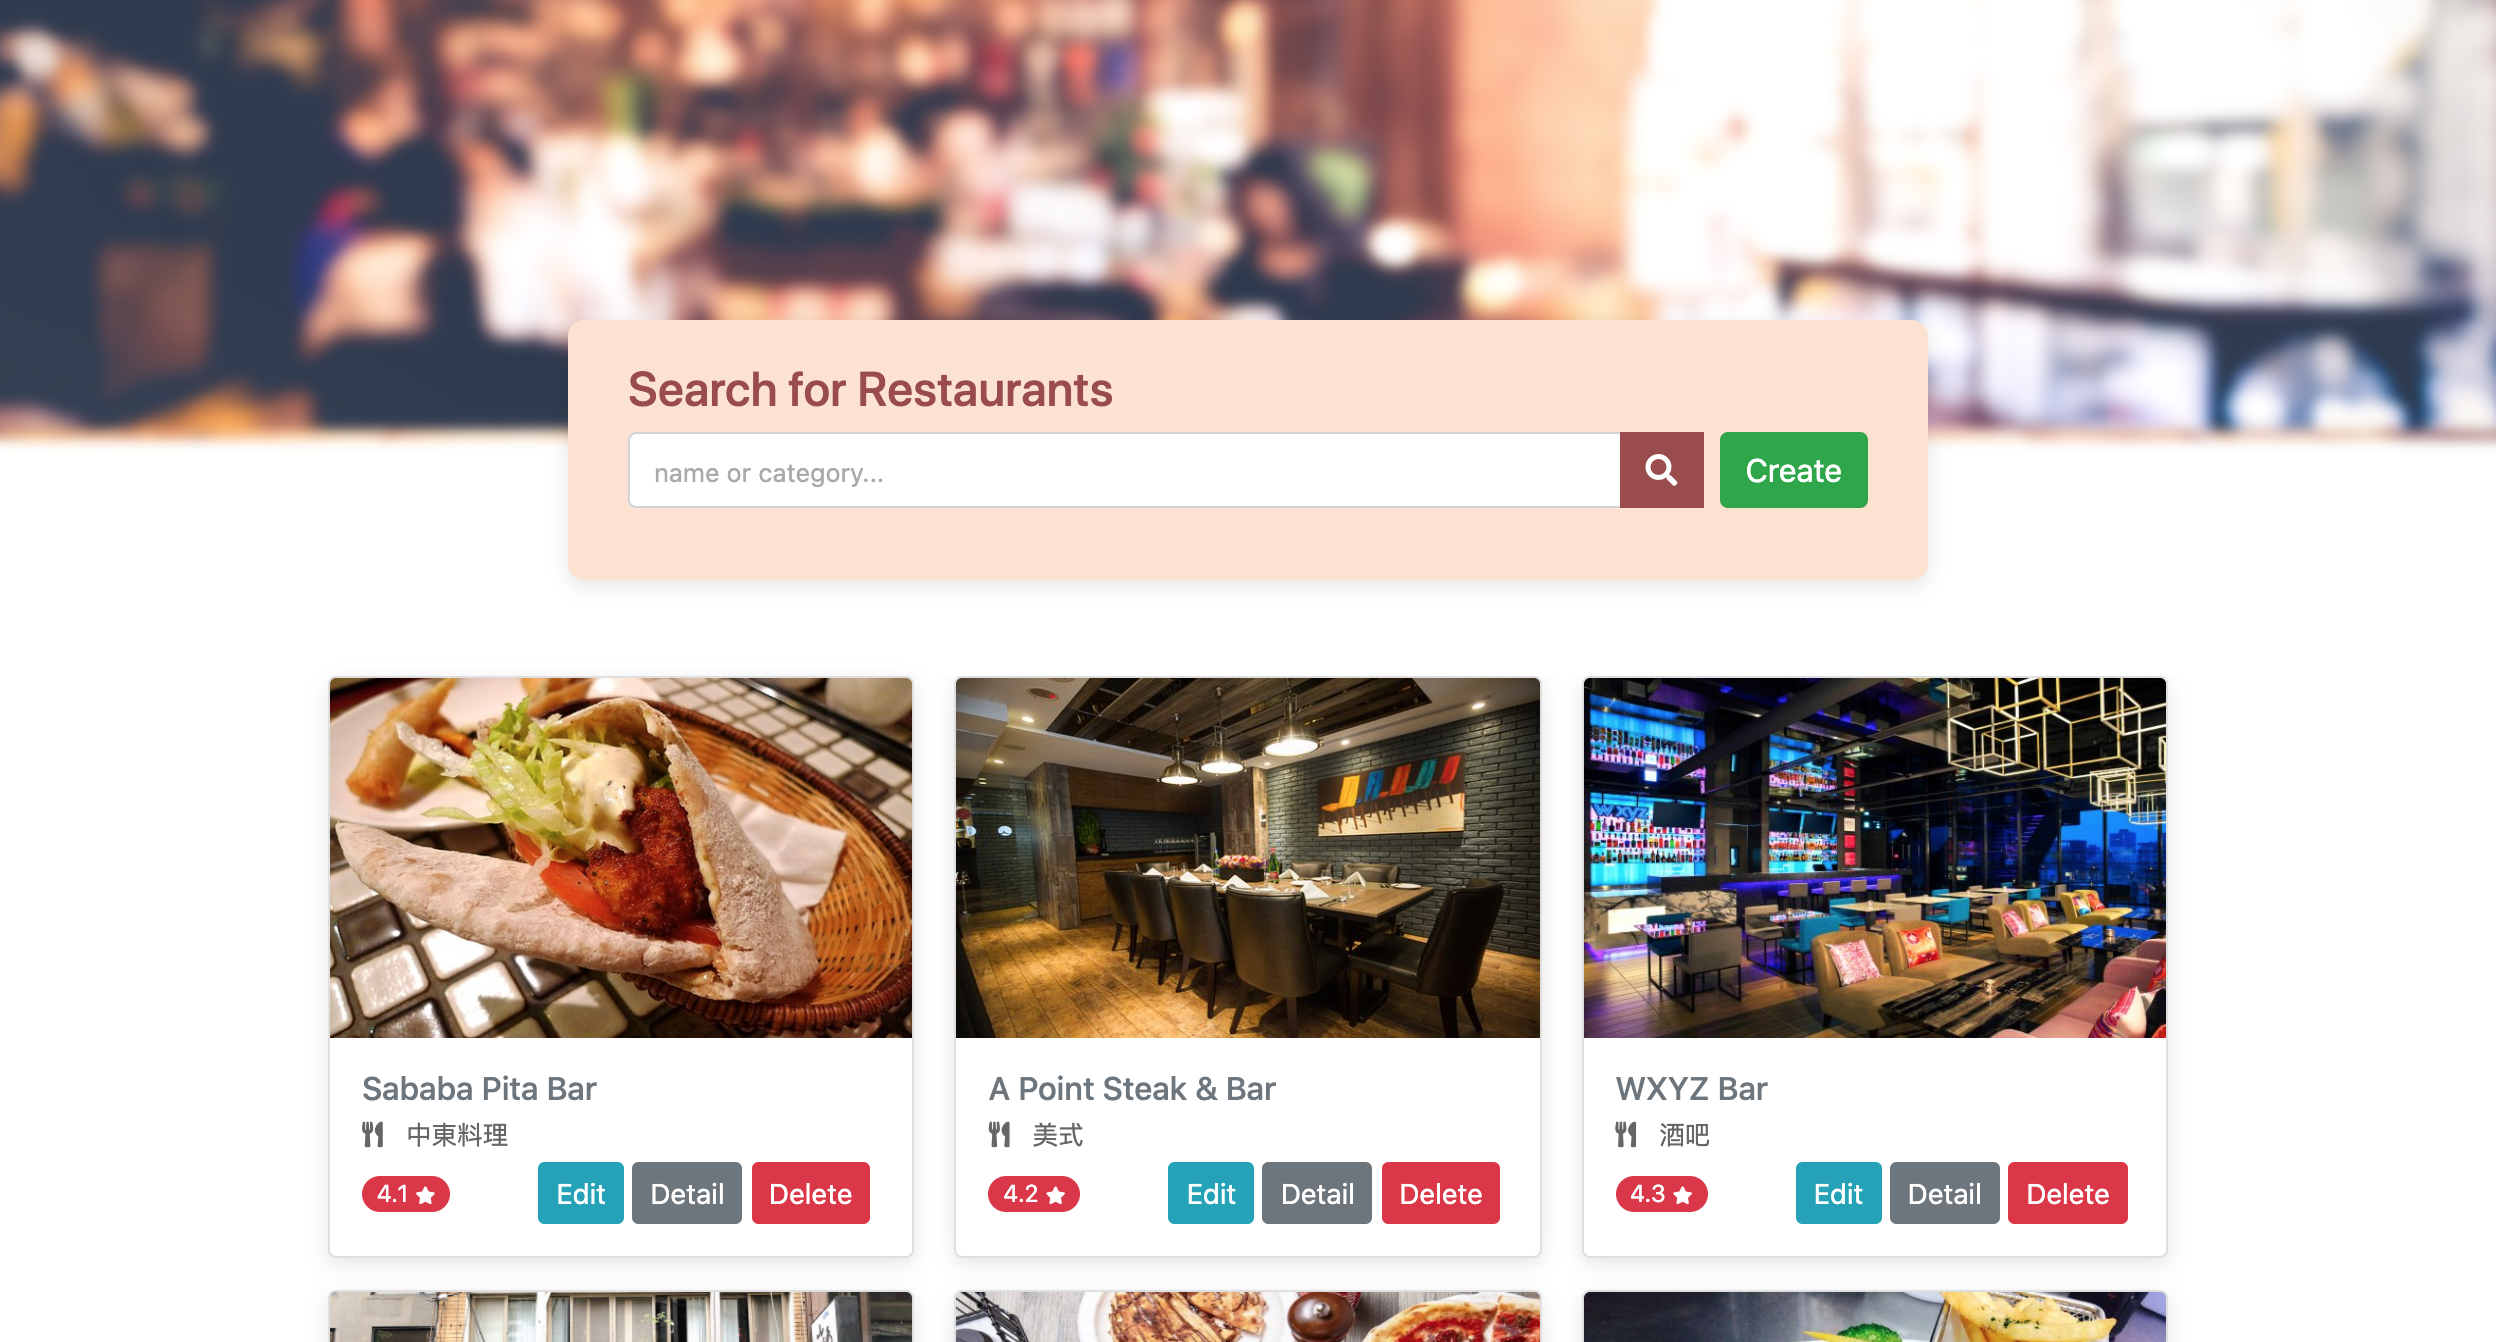 Search for Restaurants
name or category...
Create
WXYZ
Sababa Pita Bar
中東料理
4.1
Edit
Detail
Delete
A Point Steak & Bar
美式
4.2
Edit
Detail
Delete
WXYZ Bar
酒吧
4.3
Edit
Detail
Delete